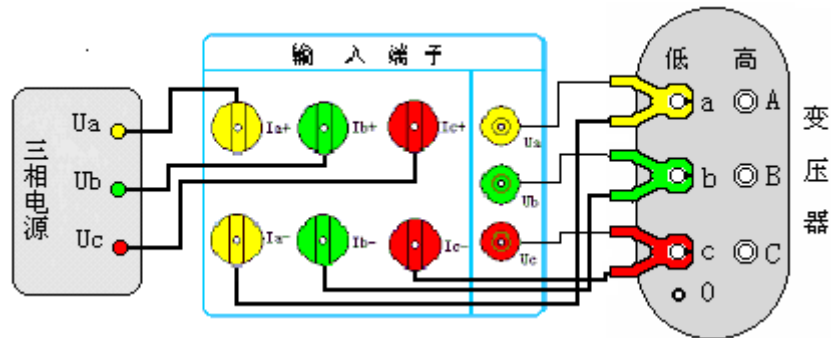 输入端子
三相电源
Ua
Ub
Uc
Ia+
Ib+
Ic+
Ia-
Ib-
Ic-
Ua
Ub
Uc
低 高
a A
b B
c C
0
变压器